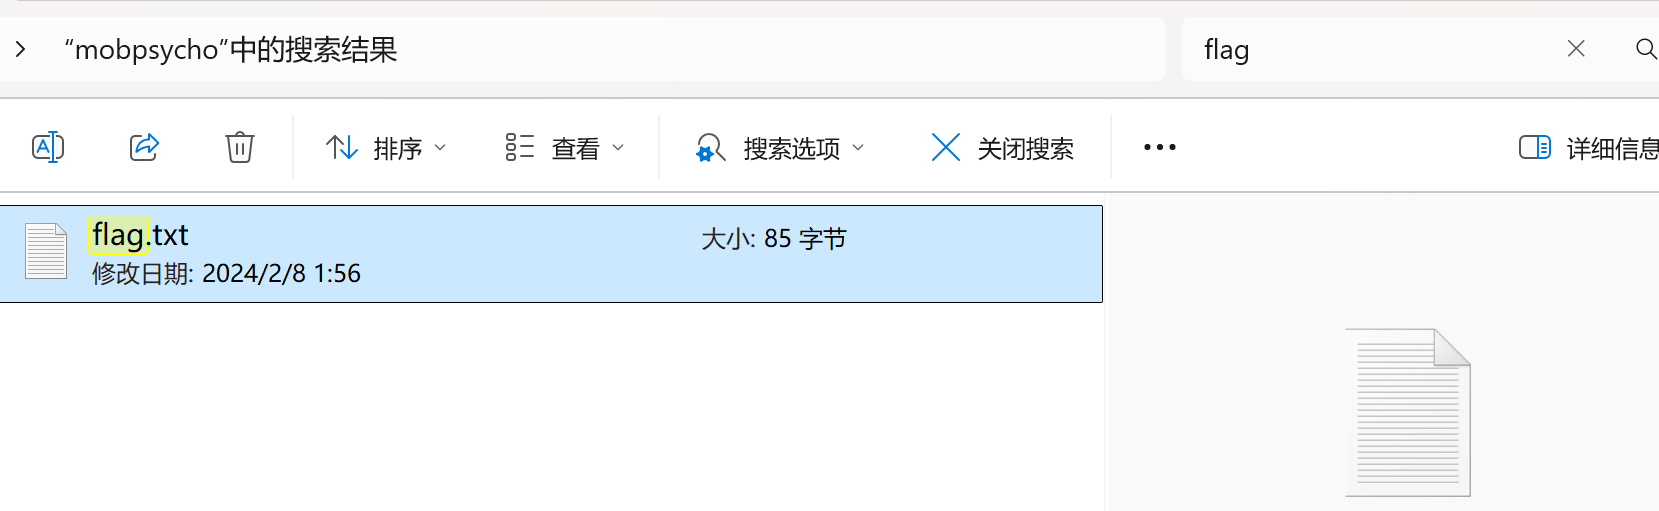 “mobpsycho”中的搜索结果
flag
排序
查看
搜索选项
关闭搜索
详细信息
flag.txt
大小: 85 字节
修改日期: 2024/2/8 1:56